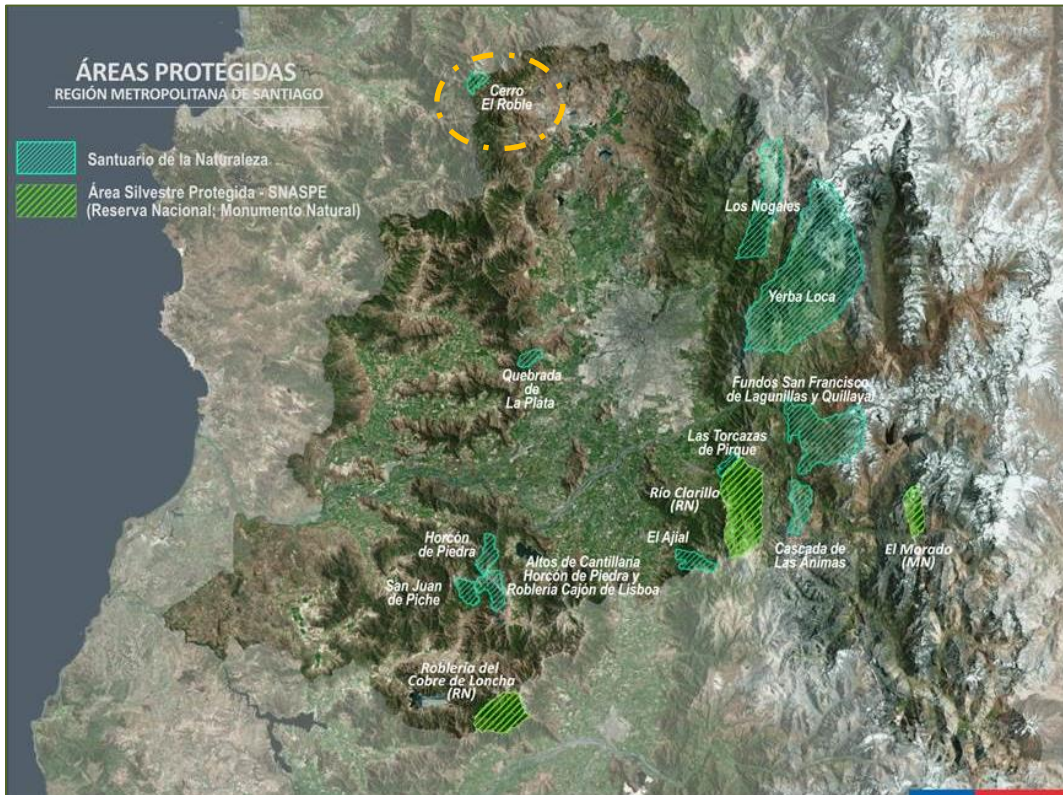 ÁREAS PROTEGIDAS
REGIÓN METROPOLITANA DE SANTIAGO
Santuario de la Naturaleza
Área Silvestre Protegida - SNASPE
(Reserva Nacional; Monumento Natural)
Cerro
El Roble
Los Nogales
Yerba Loca
Quebrada
de
La Plata
Fundos San Francisco
de Lagunillas y Quillayal
Las Torcazas
de Pirque
Río Clarillo
(RN)
Horcón
de Piedra
San Juan
de Piche
Altos de Cantillana
Horcón de Piedra y
Roblería Cajón de Lisboa
El Ajial
Cascada de
Las Ánimas
El Morado
(MN)
Roblería del
Cobre de Loncha
(RN)